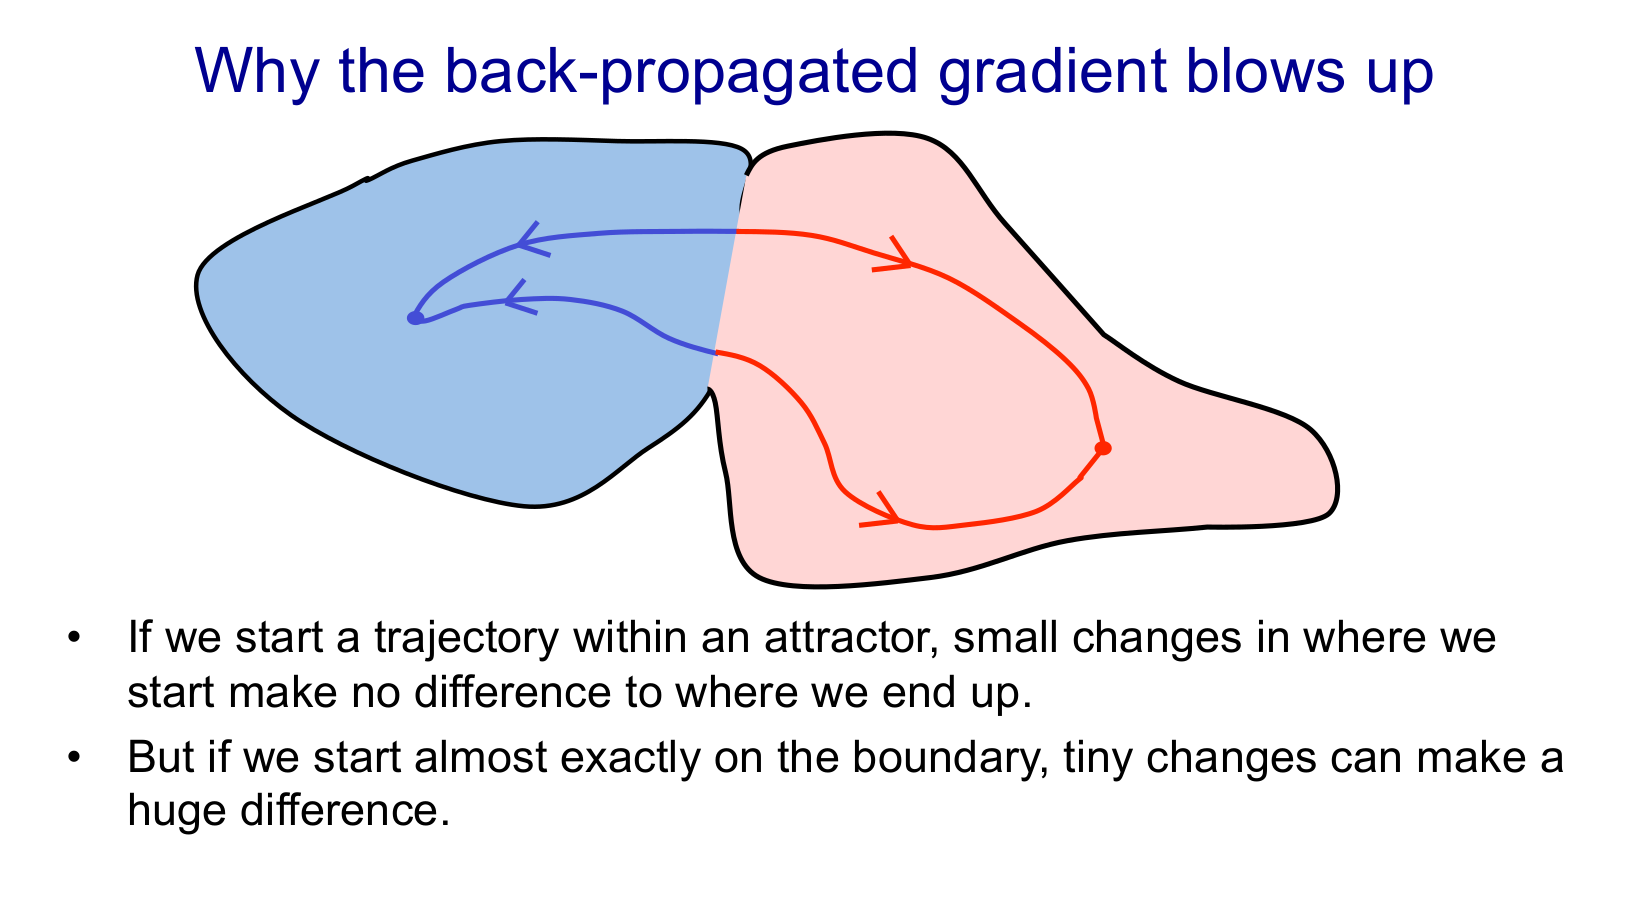 Why the back-propagated gradient blows up
• If we start a trajectory within an attractor, small changes in where we
start make no difference to where we end up.
• But if we start almost exactly on the boundary, tiny changes can make a
huge difference.